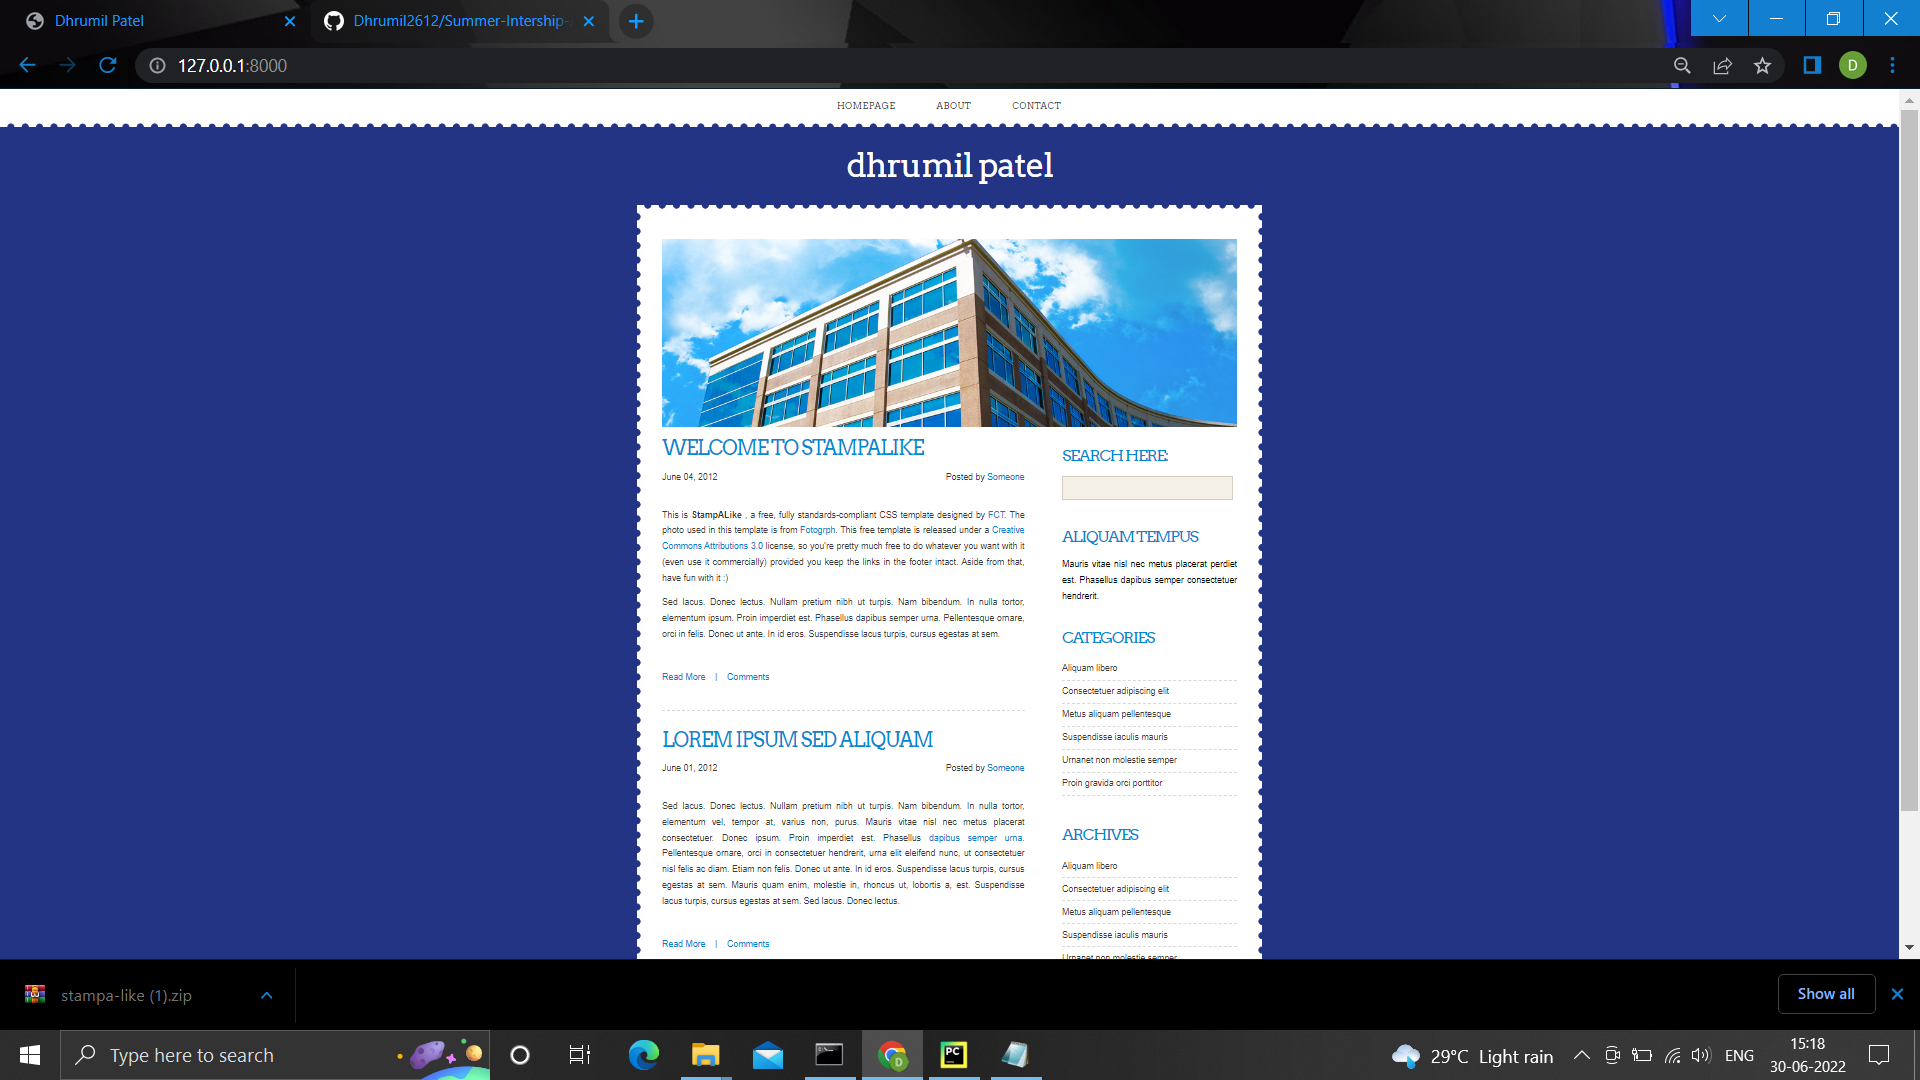 Dhrumil Patel
Dhrumil2612/Summer-Intership-
127.0.0.1:8000
D
HOMEPAGE ABOUT CONTACT
dhrumil patel
WELCOME TO STAMPALIKE
June 04, 2012 Posted by Someone
This is StampALike , a free, fully standards-compliant CSS template designed by FCT. The
photo used in this template is from Fotogrph. This free template is released under a Creative
Commons Attributions 3.0 license, so you're pretty much free to do whatever you want with it
(even use it commercially) provided you keep the links in the footer intact. Aside from that,
have fun with it :)
Sed lacus. Donec lectus. Nullam pretium nibh ut turpis. Nam bibendum. In nulla tortor,
elementum ipsum. Proin imperdiet est. Phasellus dapibus semper urna. Pellentesque ornare,
orci in felis. Donec ut ante. In id eros. Suspendisse lacus turpis, cursus egestas at sem.
Read More | Comments
LOREM IPSUM SED ALIQUAM
June 01, 2012 Posted by Someone
Sed lacus. Donec lectus. Nullam pretium nibh ut turpis. Nam bibendum. In nulla tortor,
elementum vel, tempor at, varius non, purus. Mauris vitae nisl nec metus placerat
consectetuer. Donec ipsum. Proin imperdiet est. Phasellus dapibus semper urna.
Pellentesque ornare, orci in consectetuer hendrerit, urna elit eleifend nunc, ut consectetuer
nisl felis ac diam. Etiam non felis. Donec ut ante. In id eros. Suspendisse lacus turpis, cursus
egestas at sem. Mauris quam enim, molestie in, rhoncus ut, lobortis a, est. Suspendisse
lacus turpis, cursus egestas at sem. Sed lacus. Donec lectus.
Read More | Comments
SEARCH HERE:
ALIQUAM TEMPUS
Mauris vitae nisl nec metus placerat perdiet
est. Phasellus dapibus semper consectetuer
hendrerit.
CATEGORIES
Aliquam libero
Consectetuer adipiscing elit
Metus aliquam pellentesque
Suspendisse iaculis mauris
Urnanet non molestie semper
Proin gravida orci porttitor
ARCHIVES
Aliquam libero
Consectetuer adipiscing elit
Metus aliquam pellentesque
Suspendisse iaculis mauris
Urnanet non molestie semper
stampa-like (1).zip
Show all
Type here to search
D
PC
29°C Light rain
ENG
15:18
30-06-2022